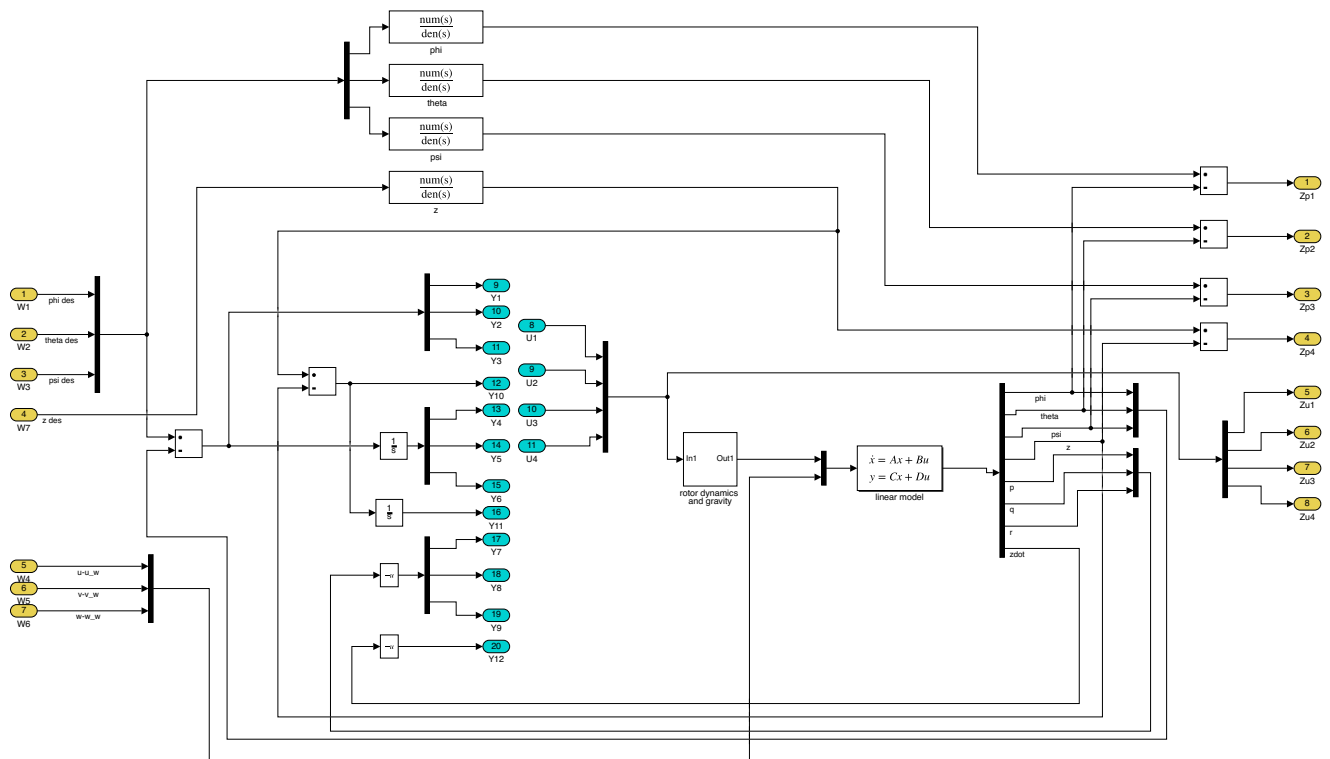 num(s)
den(s)
phi
num(s)
den(s)
theta
num(s)
den(s)
psi
num(s)
den(s)
z
1
Zp1
2
Zp2
3
Zp3
4
Zp4
1
W1
phi des
2
W2
theta des
3
W3
psi des
4
W7
z des
9
Y1
10
Y2
11
Y3
12
Y10
13
Y4
14
Y5
15
Y6
16
Y11
17
Y7
18
Y8
19
Y9
20
Y12
1
s
1
s
-u
-u
8
U1
9
U2
10
U3
11
U4
In1 Out1
rotor dynamics
and gravity
ẋ = Ax + Bu
y = Cx + Du
linear model
phi
theta
psi
z
p
q
r
zdot
5
Zu1
6
Zu2
7
Zu3
8
Zu4
5
W4
u-u_w
6
W5
v-v_w
7
W6
w-w_w